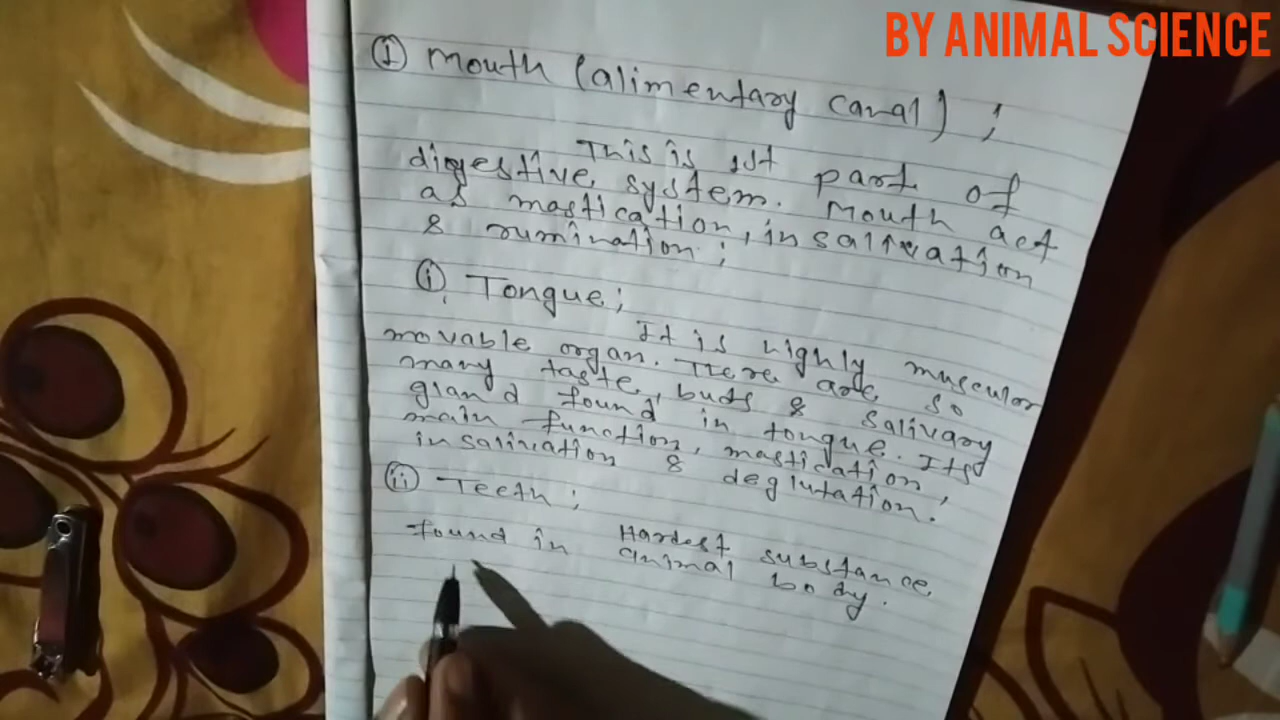 BY ANIMAL SCIENCE
① Mouth (alimentary canal) ;
This is 1st part of
digestive system. Mouth act
as mastication, insalivation
& rumination ;
(i) Tongue ;
It is highly muscular
movable organ. There are so
many taste, buds & salivary
gland found in tongue. Its
main function, mastication,
insalivation & deglutation.
(ii) Teeth ;
Hardest substance
found in animal body.